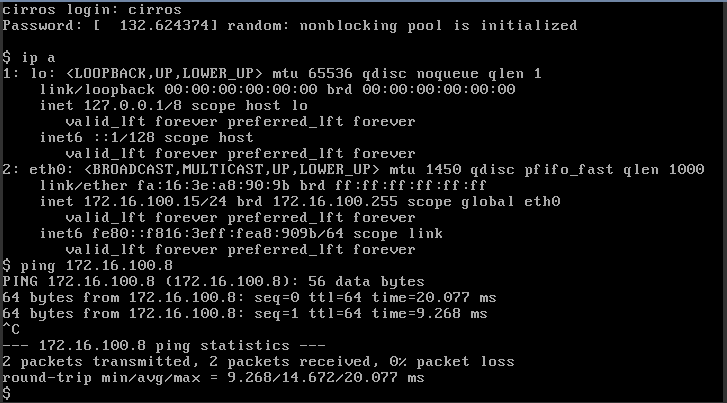 cirros login: cirros
Password: [  132.624374] random: nonblocking pool is initialized

$ ip a
1: lo: <LOOPBACK,UP,LOWER_UP> mtu 65536 qdisc noqueue qlen 1
    link/loopback 00:00:00:00:00:00 brd 00:00:00:00:00:00
    inet 127.0.0.1/8 scope host lo
       valid_lft forever preferred_lft forever
    inet6 ::1/128 scope host
       valid_lft forever preferred_lft forever
2: eth0: <BROADCAST,MULTICAST,UP,LOWER_UP> mtu 1450 qdisc pfifo_fast qlen 1000
    link/ether fa:16:3e:a8:90:9b brd ff:ff:ff:ff:ff:ff
    inet 172.16.100.15/24 brd 172.16.100.255 scope global eth0
       valid_lft forever preferred_lft forever
    inet6 fe80::f816:3eff:fea8:909b/64 scope link
       valid_lft forever preferred_lft forever
$ ping 172.16.100.8
PING 172.16.100.8 (172.16.100.8): 56 data bytes
64 bytes from 172.16.100.8: seq=0 ttl=64 time=20.077 ms
64 bytes from 172.16.100.8: seq=1 ttl=64 time=9.268 ms
^C
--- 172.16.100.8 ping statistics ---
2 packets transmitted, 2 packets received, 0% packet loss
round-trip min/avg/max = 9.268/14.672/20.077 ms
$